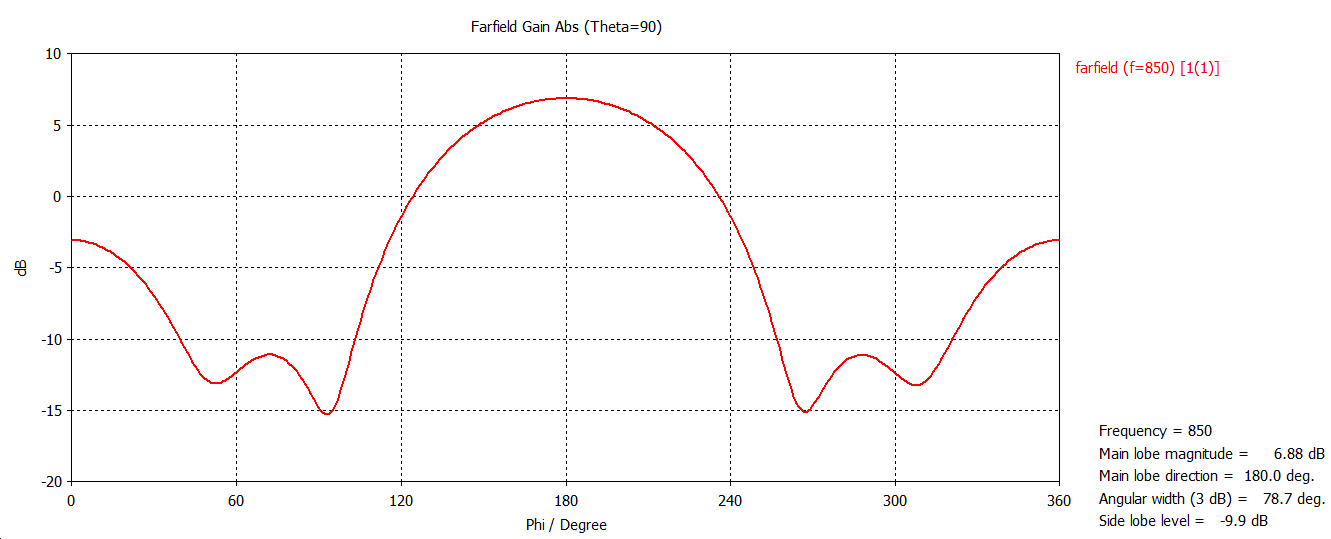 Farfield Gain Abs (Theta=90)
farfield (f=850) [1(1)]
10
5
0
-5
-10
-15
-20
dB
0 60 120 180 240 300 360
Phi / Degree
Frequency = 850
Main lobe magnitude = 6.88 dB
Main lobe direction = 180.0 deg.
Angular width (3 dB) = 78.7 deg.
Side lobe level = -9.9 dB